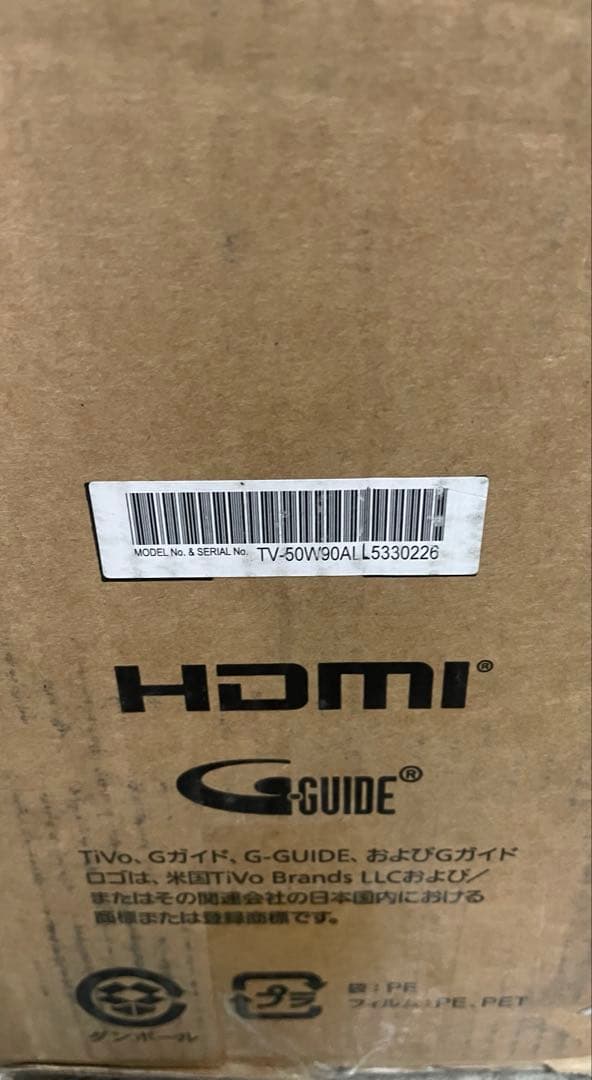 MODEL No. & SERIAL No. TV-50W90ALL5330226
HDMI®
G-GUIDE®
TiVo、Gガイド、G-GUIDE、およびGガイド
ロゴは、米国TiVo Brands LLCおよび/
またはその関連会社の日本国内における
商標または登録商標です。
プラ
袋:PE
フィルム:PE、PET
ダンボール